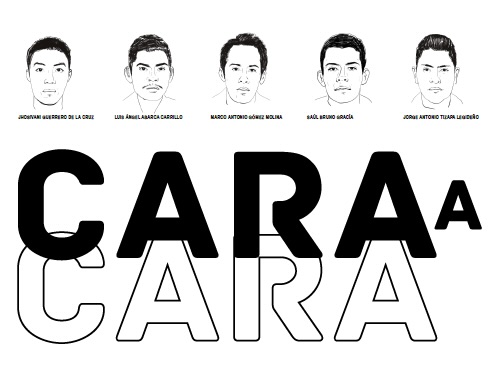 JHOSIVANI GUERRERO DE LA CRUZ
LUIS ÁNGEL ABARCA CARRILLO
MARCO ANTONIO GÓMEZ MOLINA
SAÚL BRUNO GRACÍA
JORGE ANTONIO TIZAPA LEGIDEÑO
CARA A
CARA